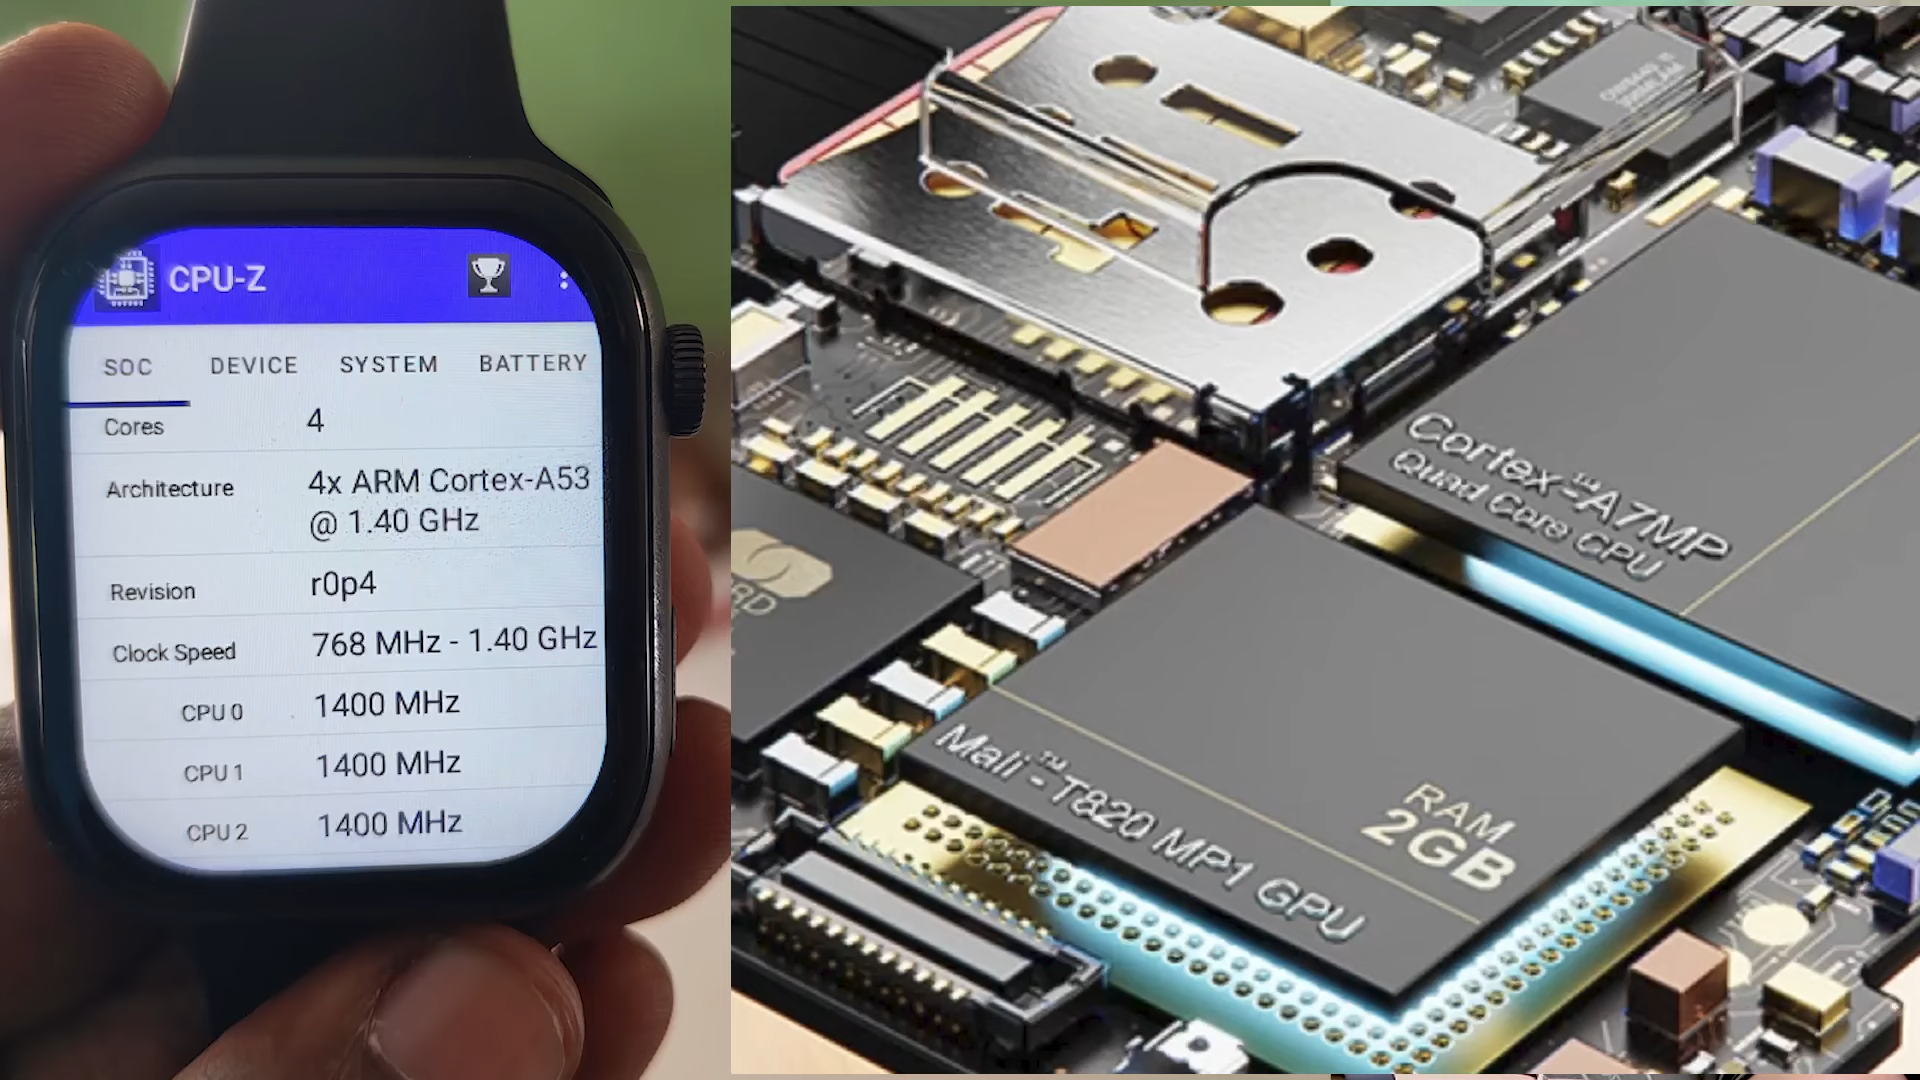 CPU-Z
SOC DEVICE SYSTEM BATTERY
Cores 4
Architecture 4x ARM Cortex-A53
@ 1.40 GHz
Revision r0p4
Clock Speed 768 MHz - 1.40 GHz
CPU 0 1400 MHz
CPU 1 1400 MHz
CPU 2 1400 MHz
Cortex™-A7MP
Quad Core CPU
Mali™-T820 MP1 GPU
RAM
2GB